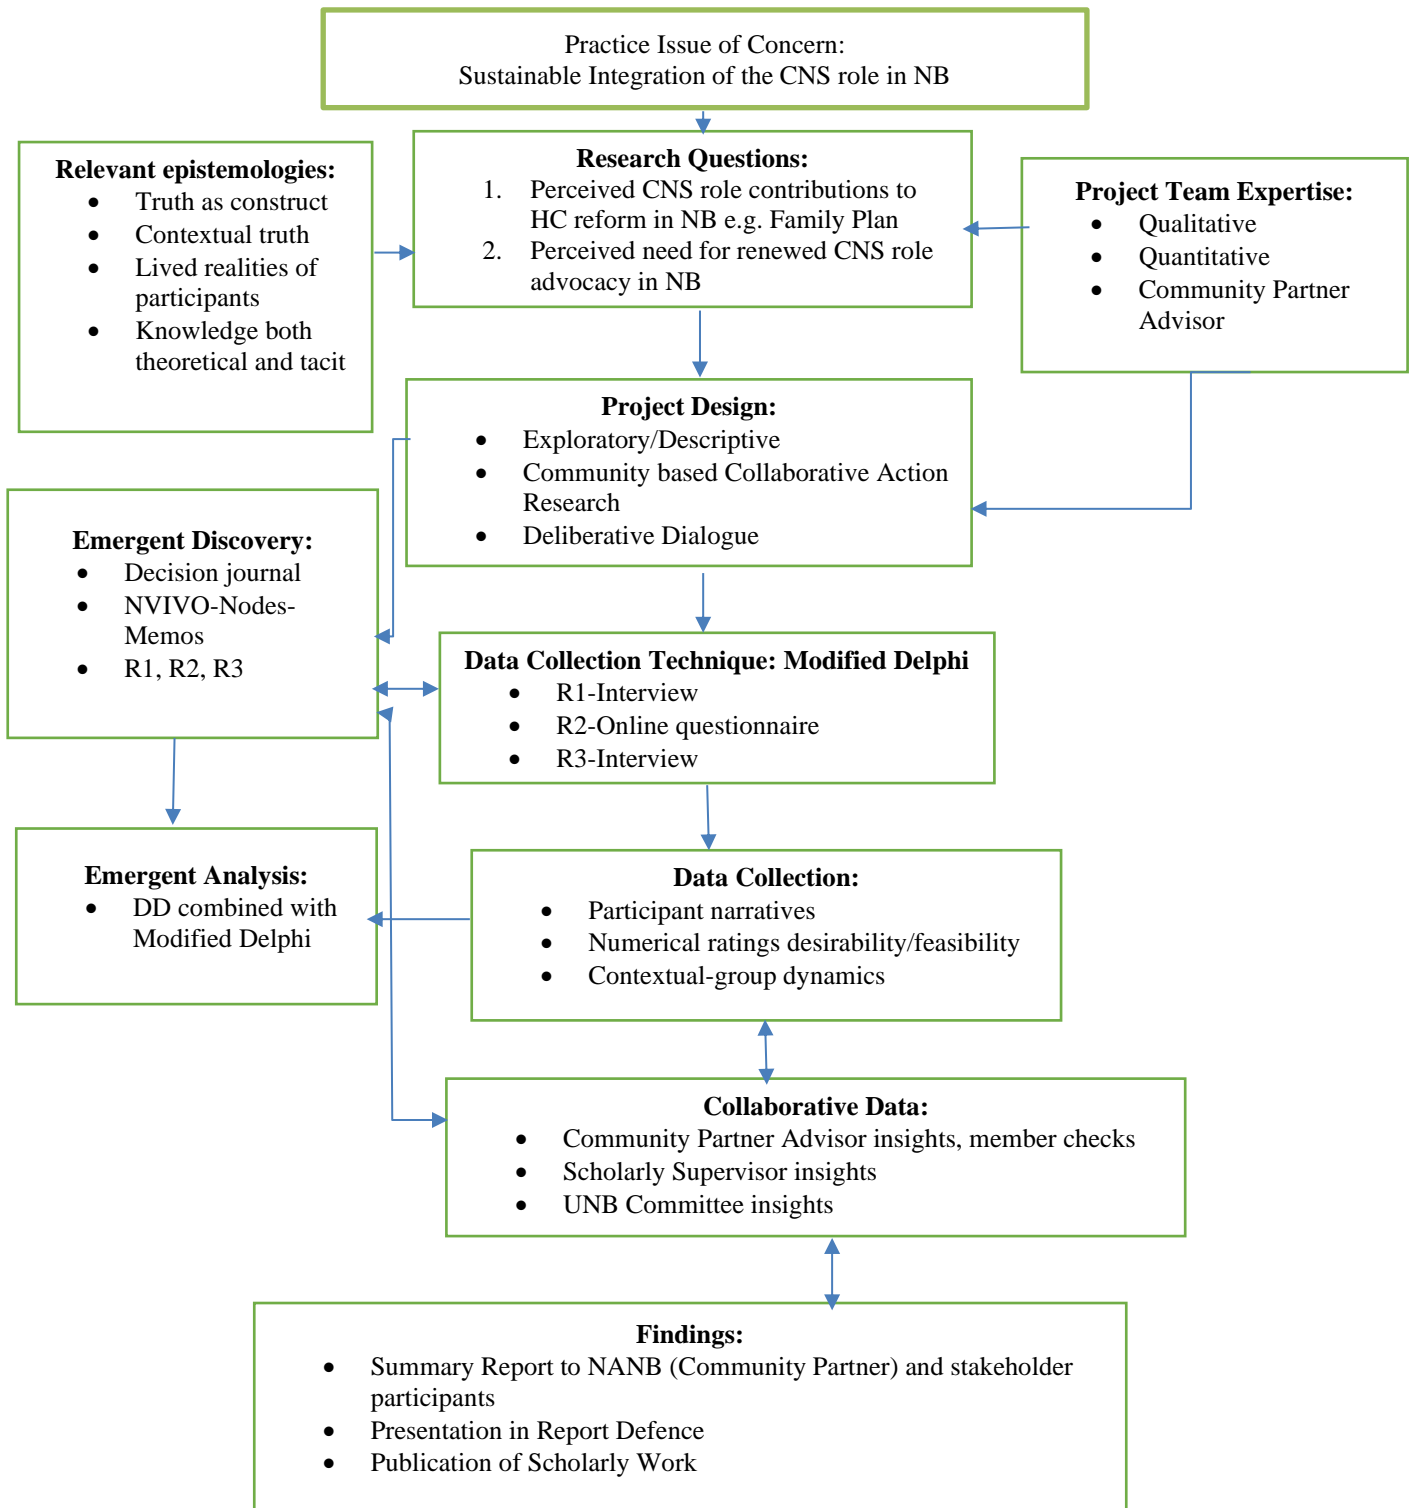 Practice Issue of Concern:
Sustainable Integration of the CNS role in NB
Relevant epistemologies:
• Truth as construct
• Contextual truth
• Lived realities of
participants
• Knowledge both
theoretical and tacit
Research Questions:
1. Perceived CNS role contributions to
HC reform in NB e.g. Family Plan
2. Perceived need for renewed CNS role
advocacy in NB
Project Team Expertise:
• Qualitative
• Quantitative
• Community Partner
Advisor
Project Design:
• Exploratory/Descriptive
• Community based Collaborative Action
Research
• Deliberative Dialogue
Emergent Discovery:
• Decision journal
• NVIVO-Nodes-
Memos
• R1, R2, R3
Data Collection Technique: Modified Delphi
• R1-Interview
• R2-Online questionnaire
• R3-Interview
Emergent Analysis:
• DD combined with
Modified Delphi
Data Collection:
• Participant narratives
• Numerical ratings desirability/feasibility
• Contextual-group dynamics
Collaborative Data:
• Community Partner Advisor insights, member checks
• Scholarly Supervisor insights
• UNB Committee insights
Findings:
• Summary Report to NANB (Community Partner) and stakeholder
participants
• Presentation in Report Defence
• Publication of Scholarly Work